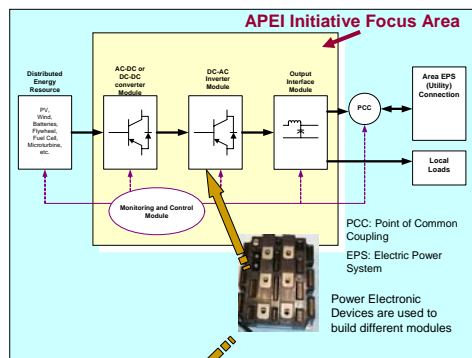 APEI Initiative Focus Area
Distributed
Energy
Resource
PV,
Wind,
Batteries,
Flywheel,
Fuel Cell,
Microturbine,
etc.
AC-DC or
DC-DC
converter
Module
DC-AC
Inverter
Module
Output
Interface
Module
PCC
Area EPS
(Utility)
Connection
Local
Loads
Monitoring and Control
Module
PCC: Point of Common
Coupling
EPS: Electric Power
System
Power Electronic
Devices are used to
build different modules